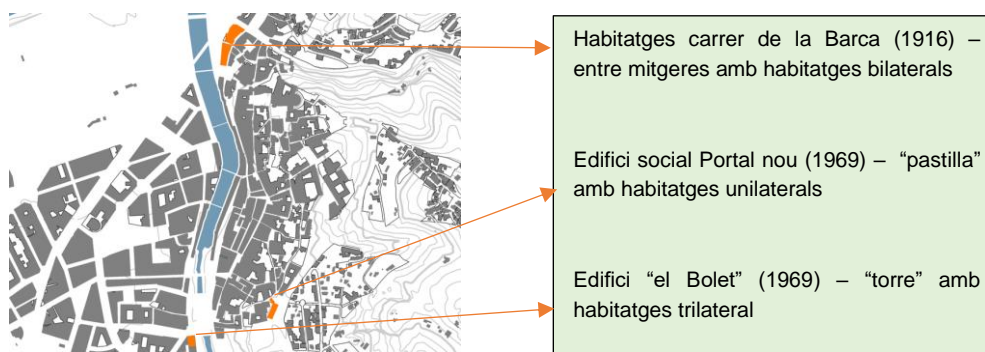 Habitatges carrer de la Barca (1916) –
entre mitgeres amb habitatges bilaterals
Edifici social Portal nou (1969) – “pastilla”
amb habitatges unilaterals
Edifici “el Bolet” (1969) – “torre” amb
habitatges trilateral